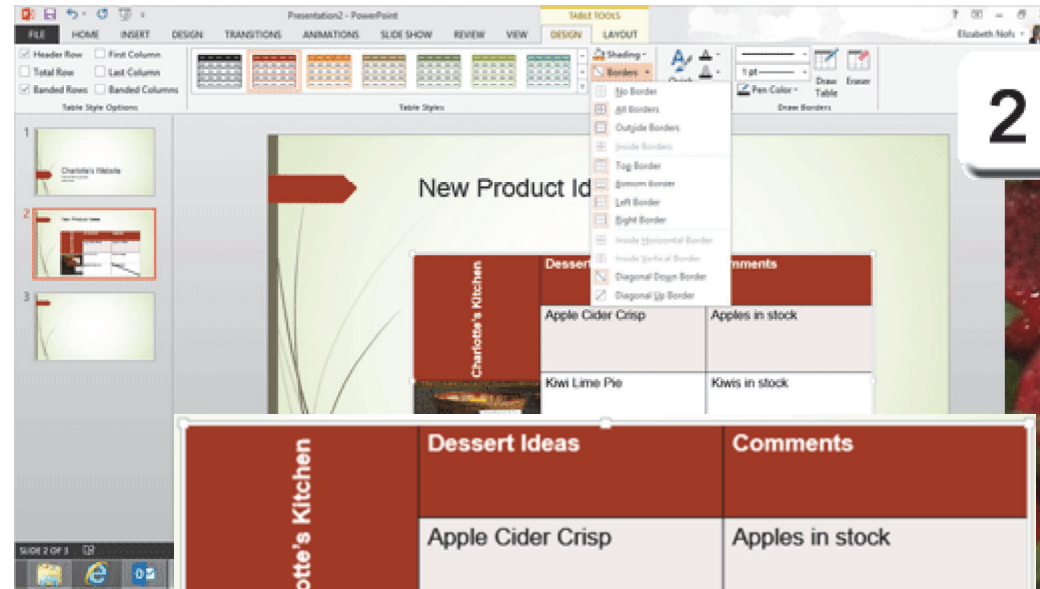 Presentation2 - PowerPoint
TABLE TOOLS
FILE HOME INSERT DESIGN TRANSITIONS ANIMATIONS SLIDE SHOW REVIEW VIEW DESIGN LAYOUT
Elizabeth Nofs
Header Row First Column
Total Row Last Column
Banded Rows Banded Columns
Table Style Options
Table Styles
Shading
Borders
1 pt
Pen Color
Draw Table
Eraser
Draw Borders
No Border
All Borders
Outside Borders
Inside Borders
Top Border
Bottom Border
Left Border
Right Border
Inside Horizontal Border
Inside Vertical Border
Diagonal Down Border
Diagonal Up Border
2
1
Charlotte's Website
2
New Product Ideas
3
New Product Id
Charlotte's Kitchen
Dessert
mments
Apple Cider Crisp
Apples in stock
Kiwi Lime Pie
Kiwis in stock
otte's Kitchen
Dessert Ideas
Comments
Apple Cider Crisp
Apples in stock
SLIDE 2 OF 3